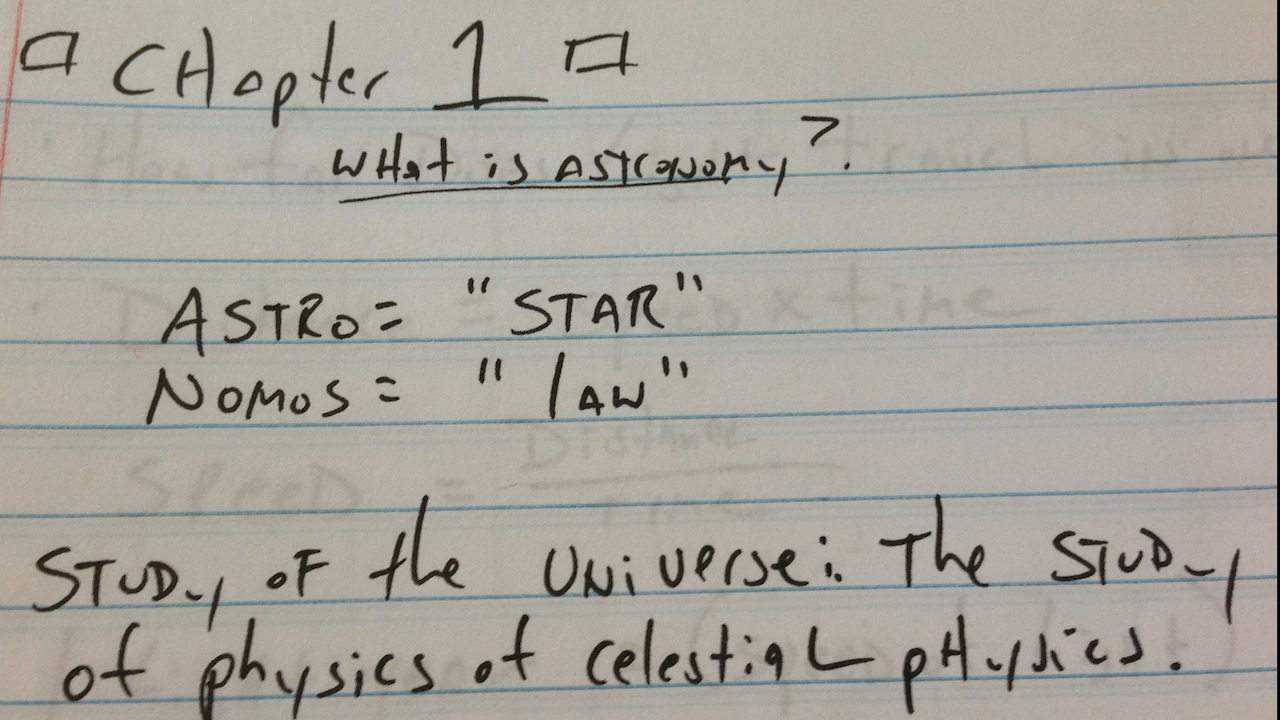 CHapter 1
WHat is Astronomy?
ASTRO = "STAR"
NOMOS = "lAW"
STUDy oF the UNiverse: The STUDy
of physics of celestiaL pHysics.